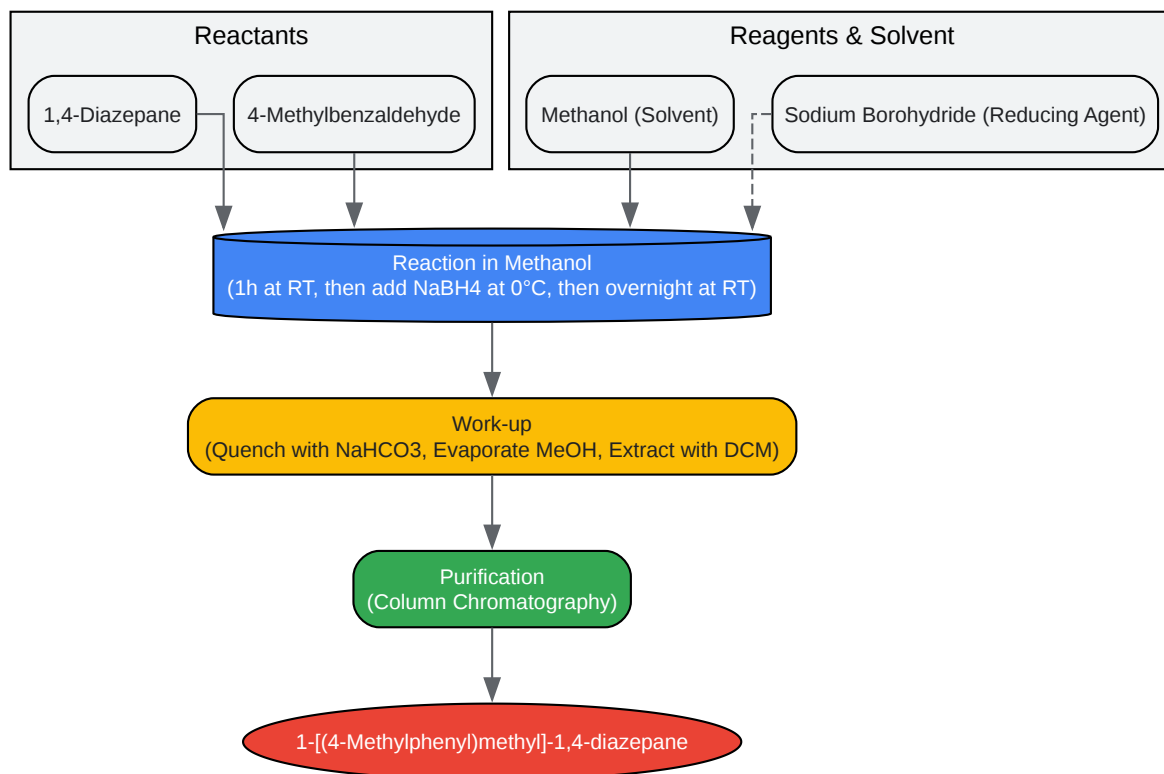 Reactants
Reagents & Solvent
1,4-Diazepane
4-Methylbenzaldehyde
Methanol (Solvent)
Sodium Borohydride (Reducing Agent)
Reaction in Methanol
(1h at RT, then add NaBH4 at 0°C, then overnight at RT)
Work-up
(Quench with NaHCO3, Evaporate MeOH, Extract with DCM)
Purification
(Column Chromatography)
1-[(4-Methylphenyl)methyl]-1,4-diazepane